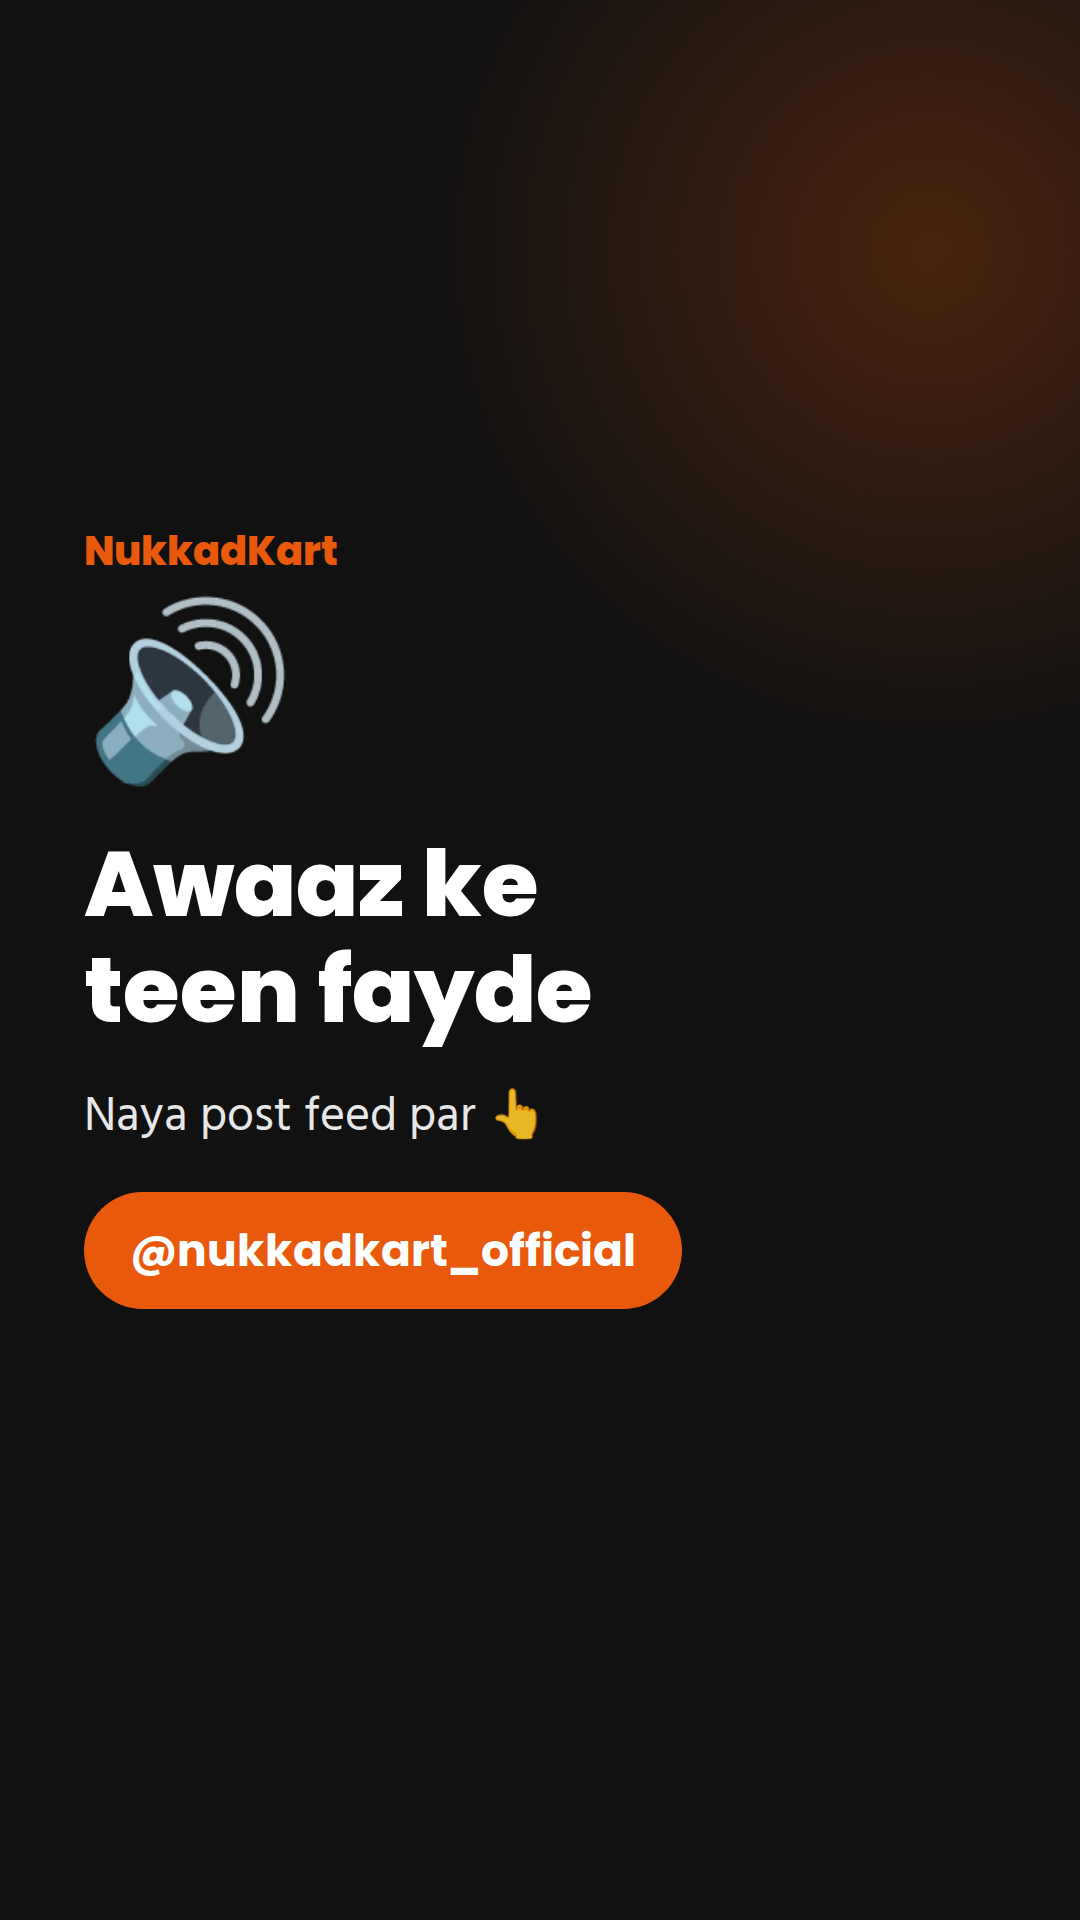 NukkadKart
Awaaz ke
teen fayde
Naya post feed par 👆
@nukkadkart_official